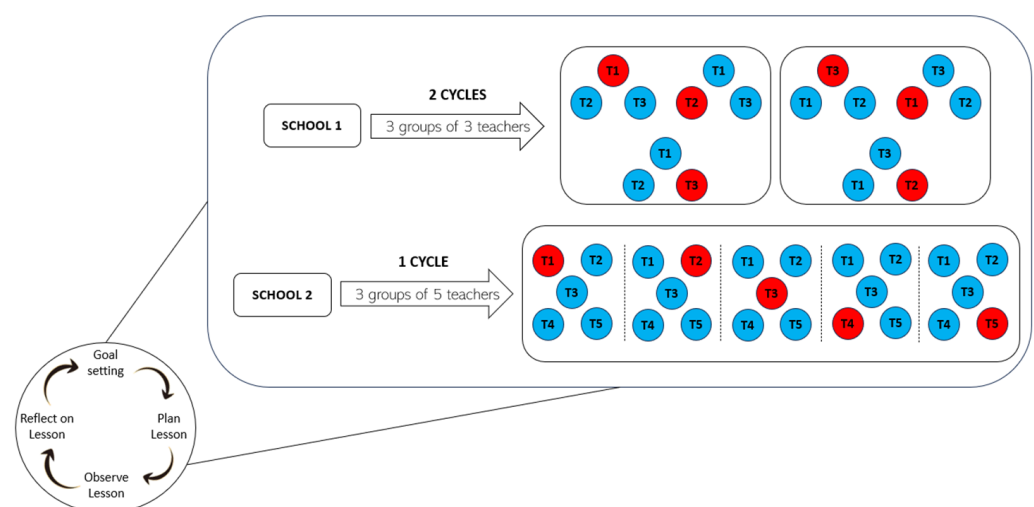 2 CYCLES
SCHOOL 1
3 groups of 3 teachers
T1
T2 T3
T1
T2 T3
T1
T2 T3
T3
T1 T2
T3
T1 T2
T3
T1 T2
1 CYCLE
SCHOOL 2
3 groups of 5 teachers
T1 T2
T3
T4 T5
T1 T2
T3
T4 T5
T1 T2
T3
T4 T5
T1 T2
T3
T4 T5
T1 T2
T3
T4 T5
Goal
setting
Plan
Lesson
Observe
Lesson
Reflect on
Lesson